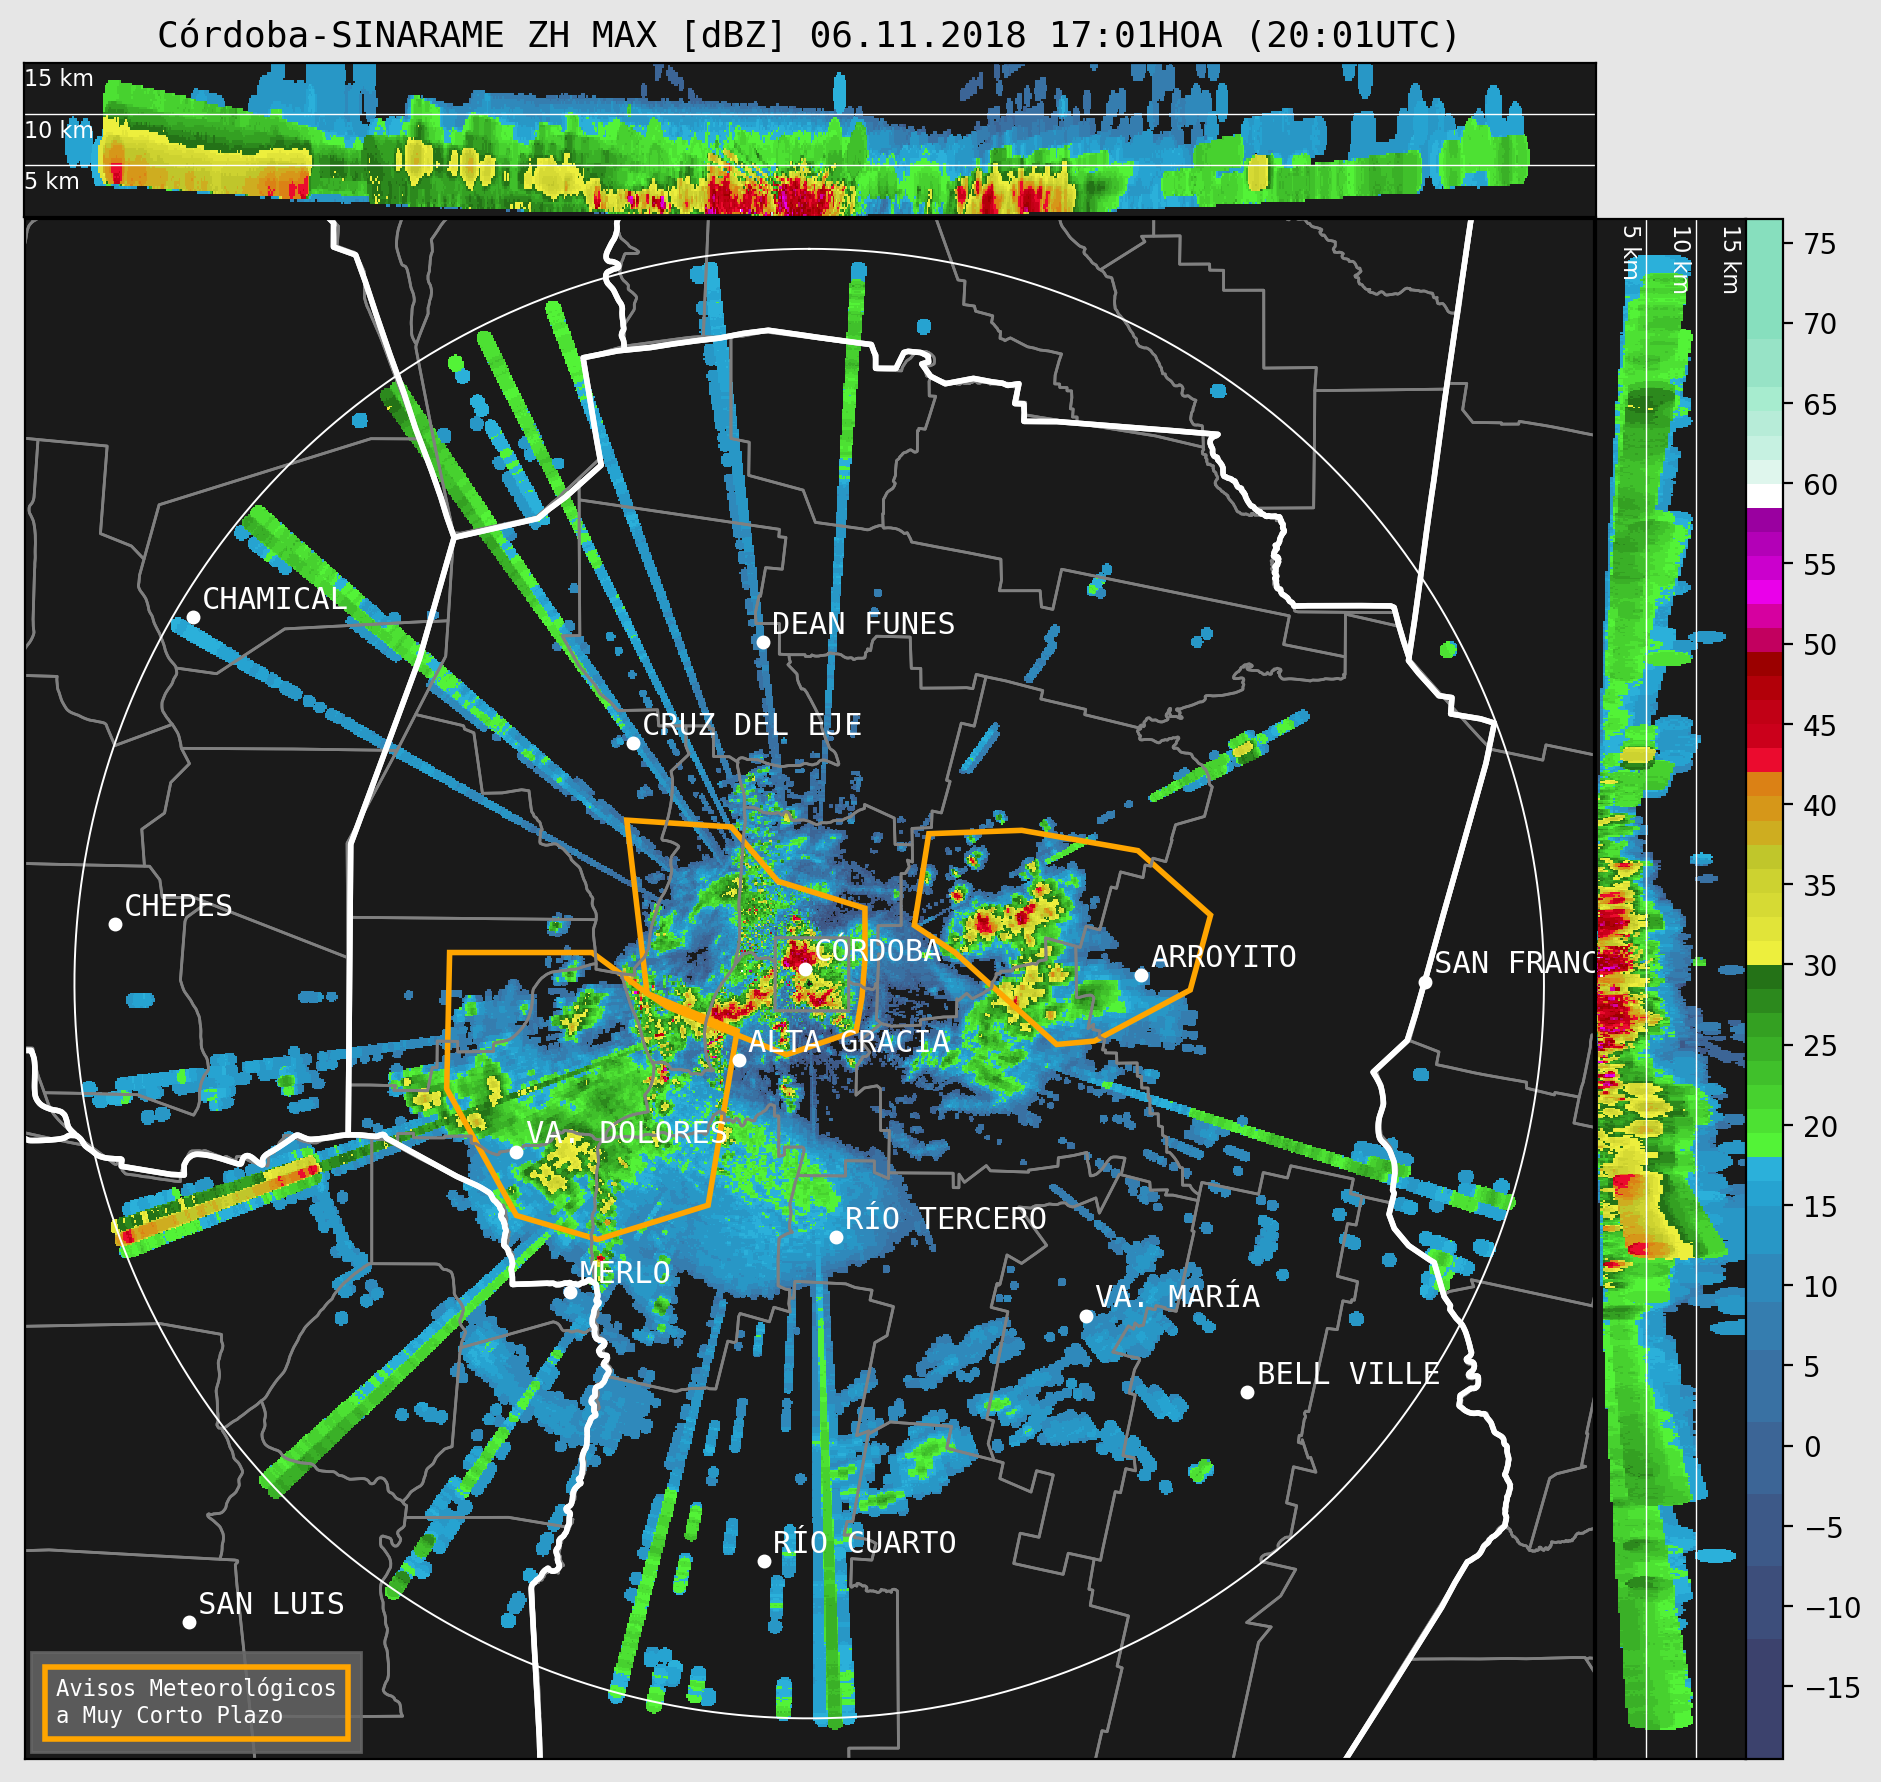 Córdoba-SINARAME ZH MAX [dBZ] 06.11.2018 17:01HOA (20:01UTC)
15 km
10 km
5 km
5 km
10 km
15 km
75
70
65
60
55
50
45
40
35
30
25
20
15
10
5
0
−5
−10
−15
CHAMICAL
DEAN FUNES
CRUZ DEL EJE
CHEPES
CÓRDOBA
ARROYITO
SAN FRANC
ALTA GRACIA
VA. DOLORES
RÍO TERCERO
MERLO
VA. MARÍA
BELL VILLE
RÍO CUARTO
SAN LUIS
Avisos Meteorológicos
a Muy Corto Plazo